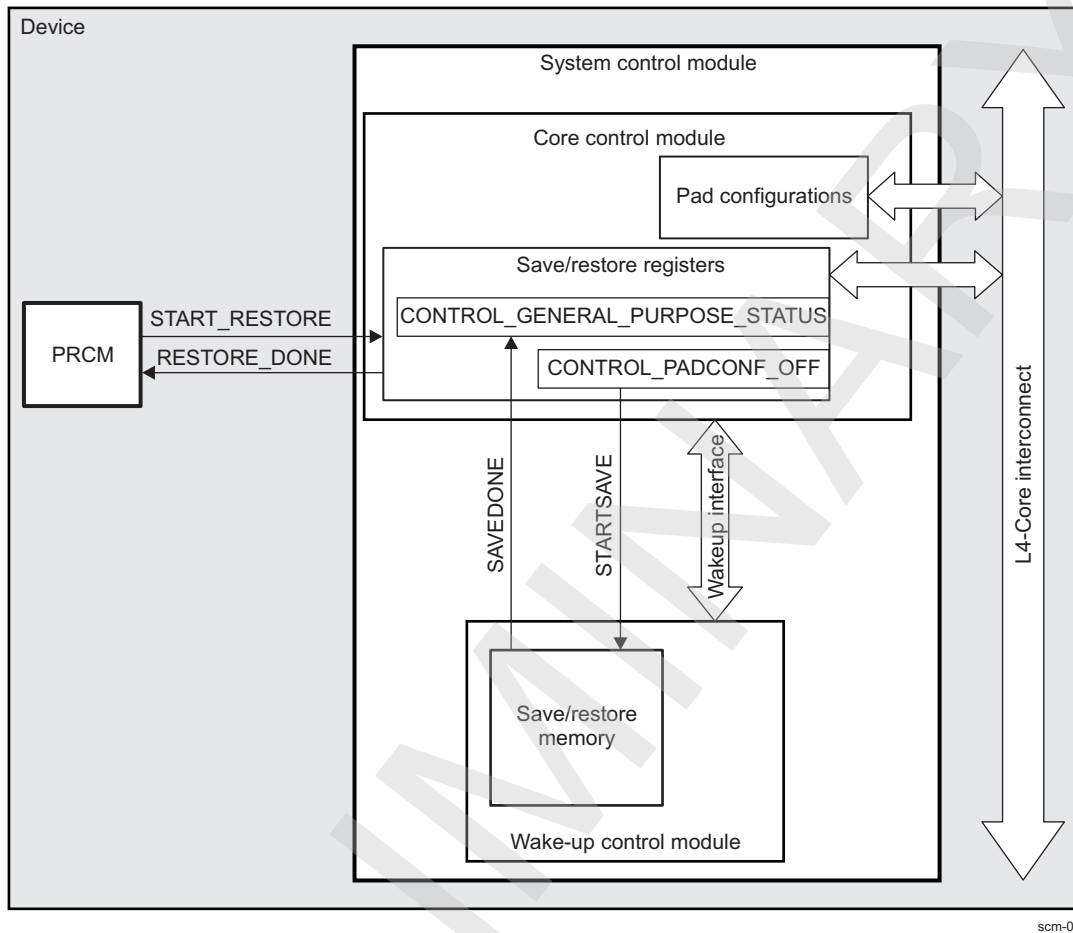 Device
System control module
Core control module
Pad configurations
Save/restore registers
CONTROL_GENERAL_PURPOSE_STATUS
CONTROL_PADCONF_OFF
PRCM
START_RESTORE
RESTORE_DONE
SAVEDONE
STARTSAVE
Wakeup interface
L4-Core interconnect
Save/restore
memory
Wake-up control module
scm-0
IMINARY